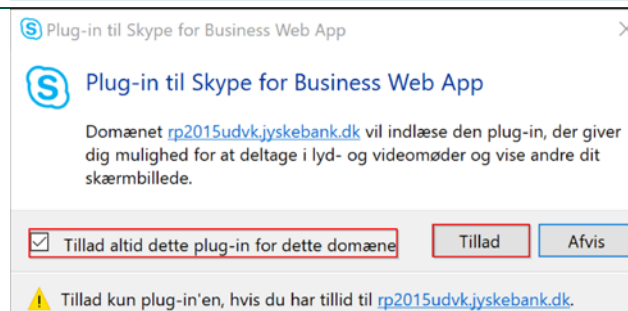 Plug-in til Skype for Business Web App
Plug-in til Skype for Business Web App
Domænet rp2015udvk.jyskebank.dk vil indlæse den plug-in, der giver
dig mulighed for at deltage i lyd- og videomøder og vise andre dit
skærmbillede.
Tillad altid dette plug-in for dette domæne
Tillad
Afvis
Tillad kun plug-in'en, hvis du har tillid til rp2015udvk.jyskebank.dk.